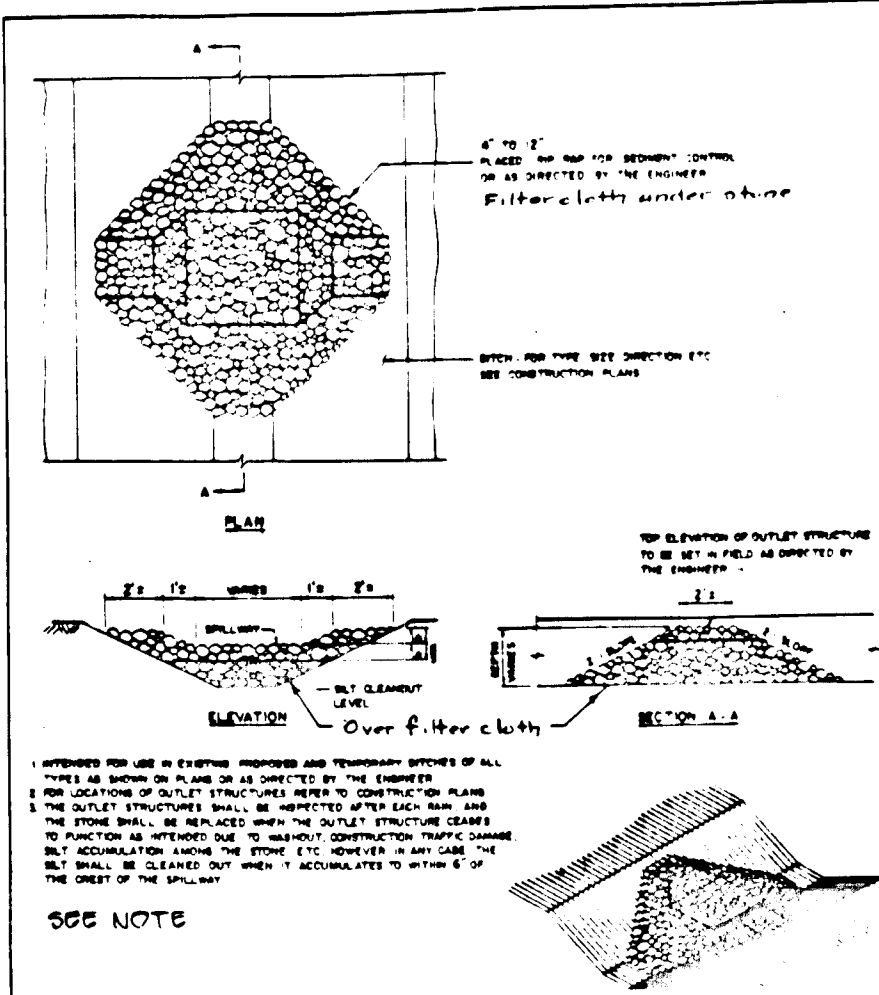 A
4" TO 12"
PLACED RIP RAP FOR SEDIMENT CONTROL
OR AS DIRECTED BY THE ENGINEER
Filter cloth under stone
DITCH - FOR TYPE SIZE DIRECTION ETC
SEE CONSTRUCTION PLANS
A
PLAN
TOP ELEVATION OF OUTLET STRUCTURE
TO BE SET IN FIELD AS DIRECTED BY
THE ENGINEER
2'± 1'± VARIES 1'± 2'±
SPILLWAY
SILT CLEANOUT
LEVEL
ELEVATION
2'±
DEPTH
VARIES
SLOPE
SLOPE
SECTION A-A
Over filter cloth
1 INTENDED FOR USE IN EXISTING PROPOSED AND TEMPORARY DITCHES OF ALL
TYPES AS SHOWN ON PLANS OR AS DIRECTED BY THE ENGINEER
2 FOR LOCATIONS OF OUTLET STRUCTURES REFER TO CONSTRUCTION PLANS
3 THE OUTLET STRUCTURES SHALL BE INSPECTED AFTER EACH RAIN, AND
THE STONE SHALL BE REPLACED WHEN THE OUTLET STRUCTURE CEASES
TO FUNCTION AS INTENDED DUE TO WASHOUT, CONSTRUCTION TRAFFIC DAMAGE,
SILT ACCUMULATION AMONG THE STONE ETC. HOWEVER IN ANY CASE THE
SILT SHALL BE CLEANED OUT WHEN IT ACCUMULATES TO WITHIN 6" OF
THE CREST OF THE SPILLWAY
SEE NOTE